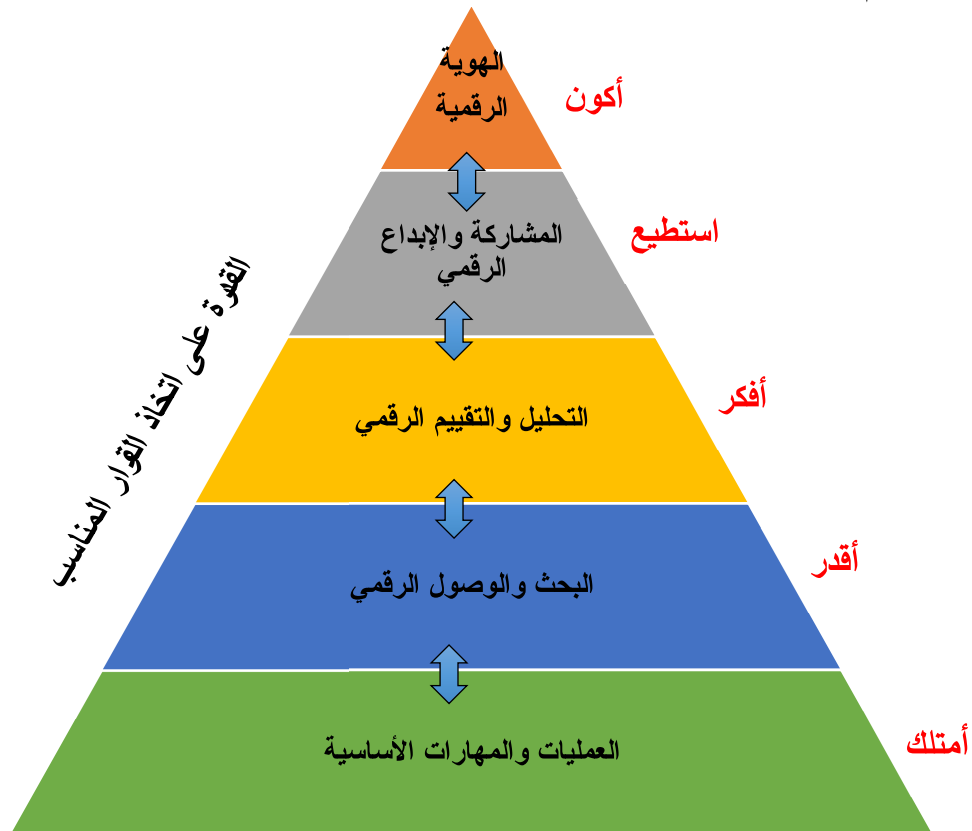 الهوية
الرقمية
أكون
المشاركة والإبداع
الرقمي
استطيع
القدرة على اتخاذ القرار المناسب
التحليل والتقييم الرقمي
أفكر
البحث والوصول الرقمي
أقدر
العمليات والمهارات الأساسية
أمتلك